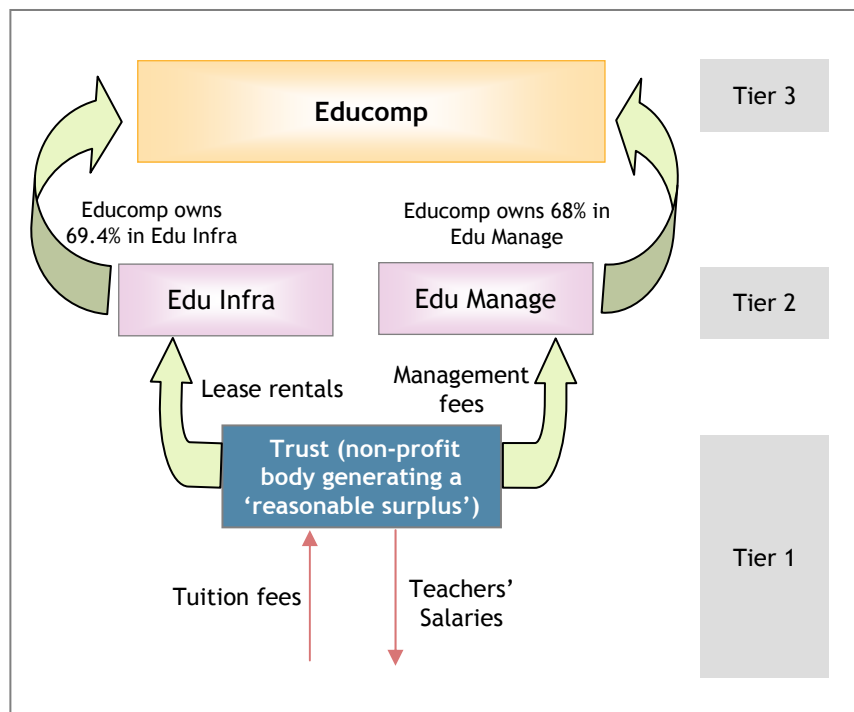 Educomp
Tier 3
Educomp owns
69.4% in Edu Infra
Educomp owns 68% in
Edu Manage
Edu Infra
Edu Manage
Tier 2
Lease rentals
Management
fees
Trust (non-profit
body generating a
‘reasonable surplus’)
Tier 1
Tuition fees
Teachers’
Salaries